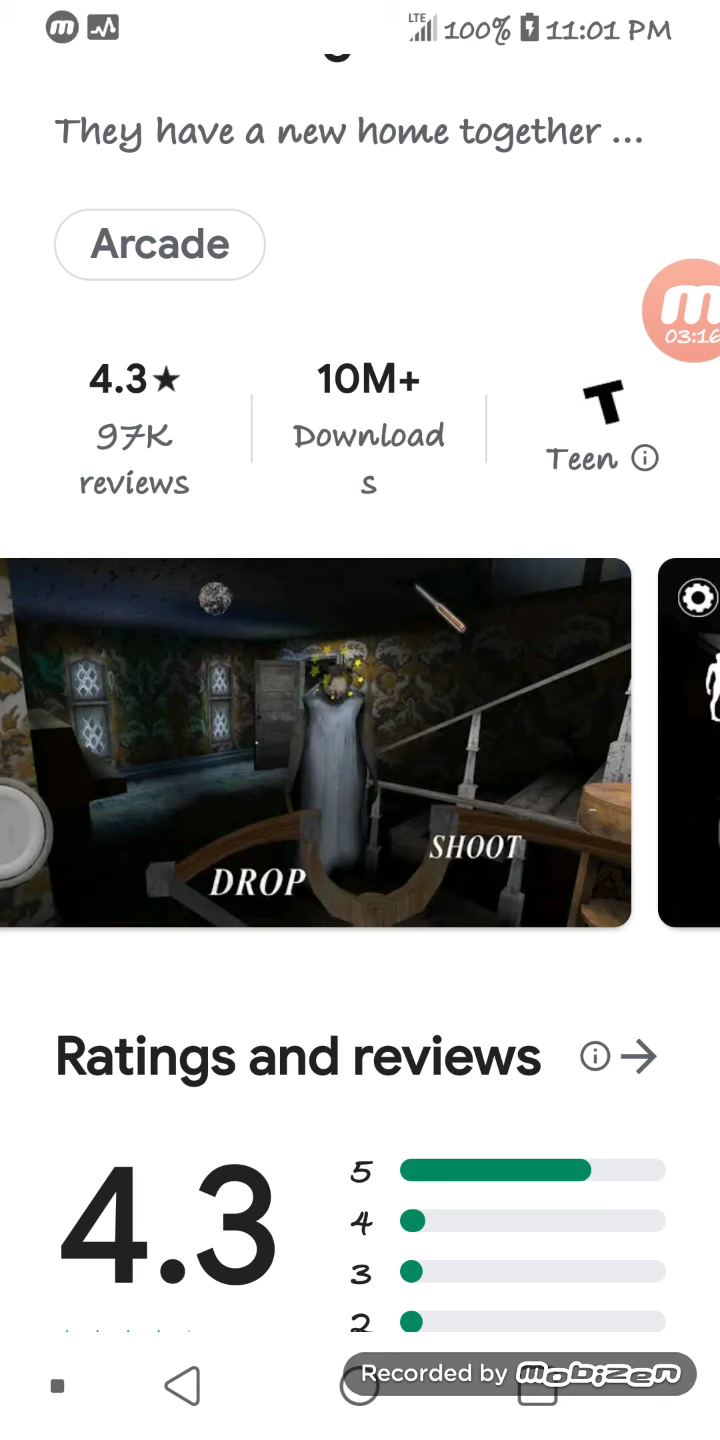 LTE 100% 11:01 PM
They have a new home together ...
Arcade
m
03:16
4.3★
97K
reviews
10M+
Download
s
T
Teen
DROP
SHOOT
Ratings and reviews
4.3
5
4
3
2
Recorded by mobizen